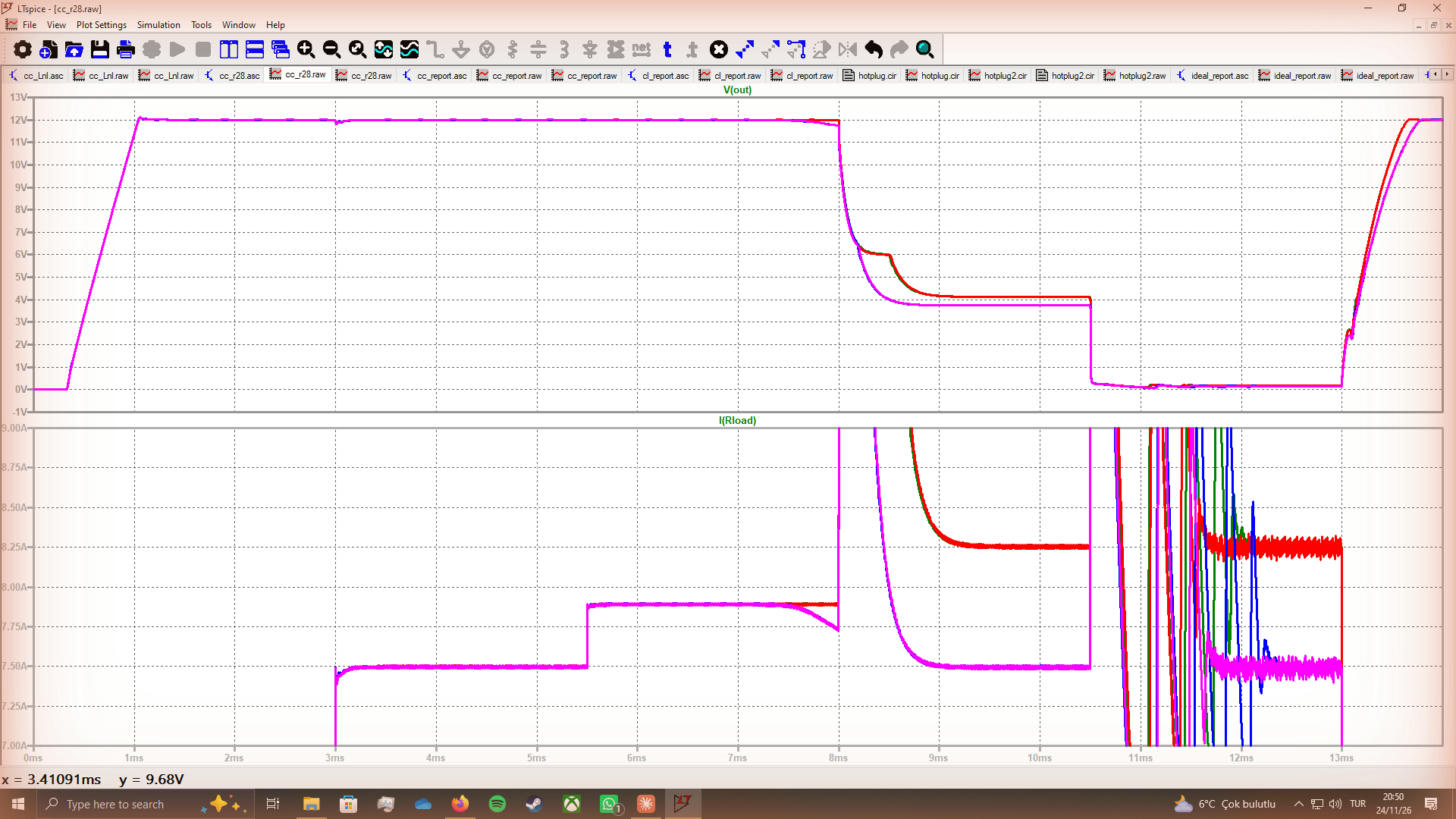 LTspice - [cc_r28.raw]
File View Plot Settings Simulation Tools Window Help
cc_Lnl.asc cc_Lnl.raw cc_Lnl.raw cc_r28.asc cc_r28.raw cc_r28.raw cc_report.asc cc_report.raw cc_report.raw cl_report.asc cl_report.raw cl_report.raw hotplug.cir hotplug.cir hotplug2.cir hotplug2.cir hotplug2.raw ideal_report.asc ideal_report.raw ideal_report.raw
V(out)
13V
12V
11V
10V
9V
8V
7V
6V
5V
4V
3V
2V
1V
0V
-1V
I(Rload)
9.00A
8.75A
8.50A
8.25A
8.00A
7.75A
7.50A
7.25A
7.00A
0ms 1ms 2ms 3ms 4ms 5ms 6ms 7ms 8ms 9ms 10ms 11ms 12ms 13ms
x = 3.41091ms y = 9.68V
Type here to search
1
6°C Çok bulutlu
TUR
20:50
24/11/26